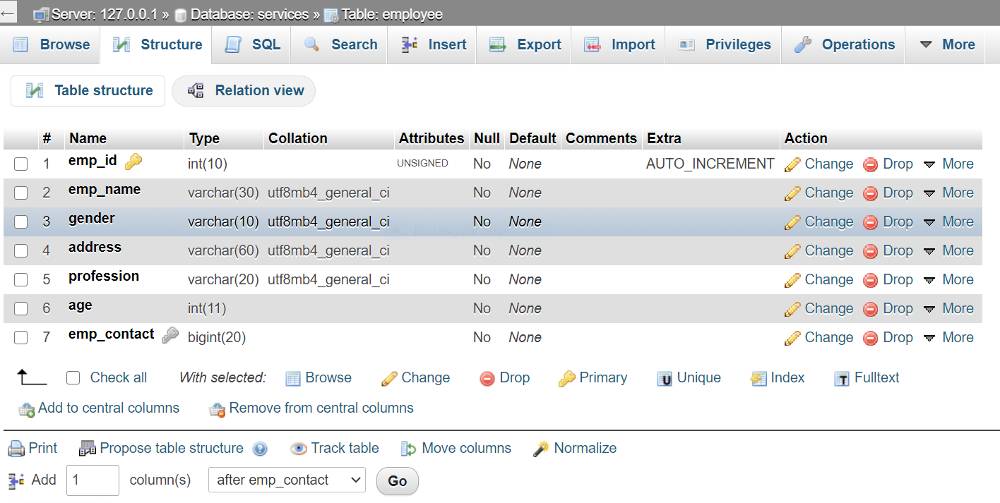 Server: 127.0.0.1 » Database: services » Table: employee
Browse Structure SQL Search Insert Export Import Privileges Operations More
Table structure Relation view
# Name Type Collation Attributes Null Default Comments Extra Action
1 emp_id int(10) UNSIGNED No None AUTO_INCREMENT Change Drop More
2 emp_name varchar(30) utf8mb4_general_ci No None Change Drop More
3 gender varchar(10) utf8mb4_general_ci No None Change Drop More
4 address varchar(60) utf8mb4_general_ci No None Change Drop More
5 profession varchar(20) utf8mb4_general_ci No None Change Drop More
6 age int(11) No None Change Drop More
7 emp_contact bigint(20) No None Change Drop More
Check all With selected: Browse Change Drop Primary Unique Index Fulltext
Add to central columns Remove from central columns
Print Propose table structure Track table Move columns Normalize
Add 1 column(s) after emp_contact Go